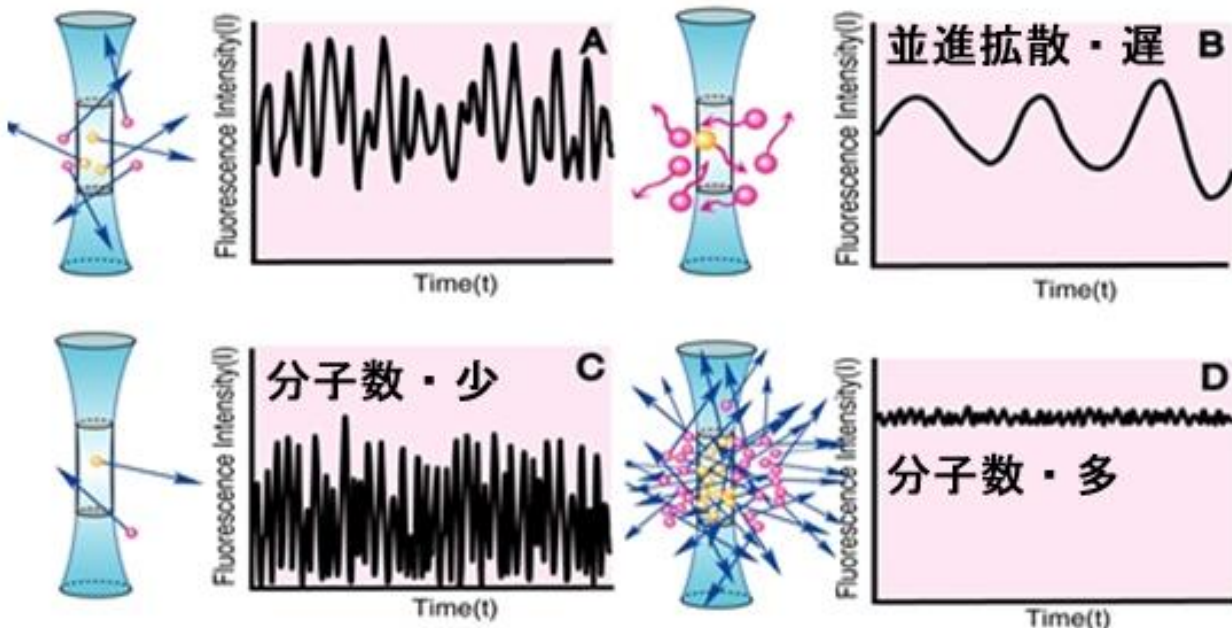 Fluorescence Intensity(I)
A
Time(t)
Fluorescence Intensity(I)
並進拡散・遅
B
Time(t)
Fluorescence Intensity(I)
分子数・少
C
Time(t)
Fluorescence Intensity(I)
D
分子数・多
Time(t)